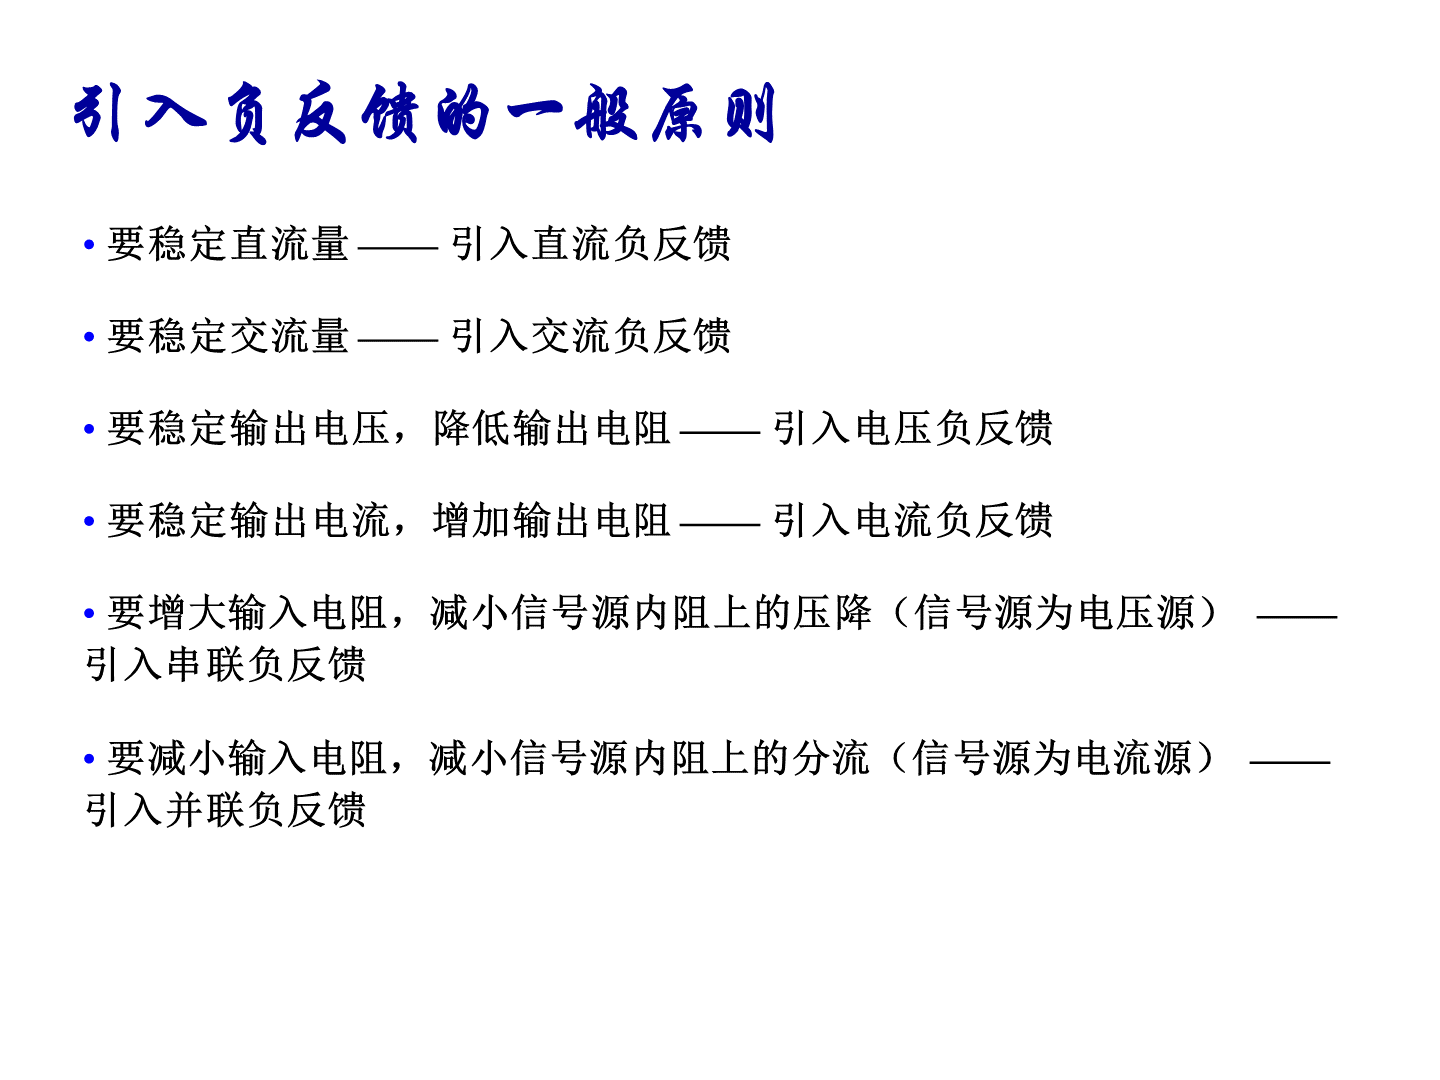 引入负反馈的一般原则
• 要稳定直流量 —— 引入直流负反馈
• 要稳定交流量 —— 引入交流负反馈
• 要稳定输出电压，降低输出电阻 —— 引入电压负反馈
• 要稳定输出电流，增加输出电阻 —— 引入电流负反馈
• 要增大输入电阻，减小信号源内阻上的压降（信号源为电压源） ——
引入串联负反馈
• 要减小输入电阻，减小信号源内阻上的分流（信号源为电流源） ——
引入并联负反馈